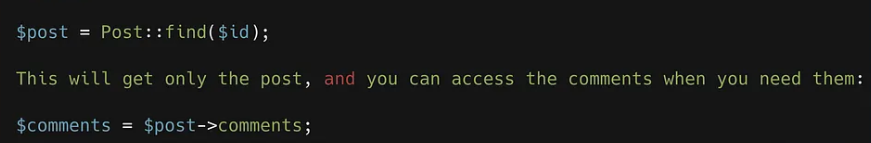 $post = Post::find($id);
This will get only the post, and you can access the comments when you need them:
$comments = $post->comments;